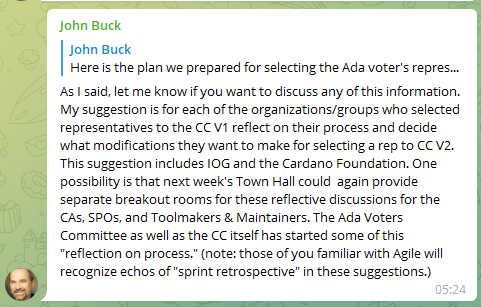 John Buck
John Buck
Here is the plan we prepared for selecting the Ada voter's repres...
As I said, let me know if you want to discuss any of this information.
My suggestion is for each of the organizations/groups who selected
representatives to the CC V1 reflect on their process and decide
what modifications they want to make for selecting a rep to CC V2.
This suggestion includes IOG and the Cardano Foundation. One
possibility is that next week's Town Hall could  again provide
separate breakout rooms for these reflective discussions for the
CAs, SPOs, and Toolmakers & Maintainers. The Ada Voters
Committee as well as the CC itself has started some of this
"reflection on process." (note: those of you familiar with Agile will
recognize echos of "sprint retrospective" in these suggestions.)
05:24